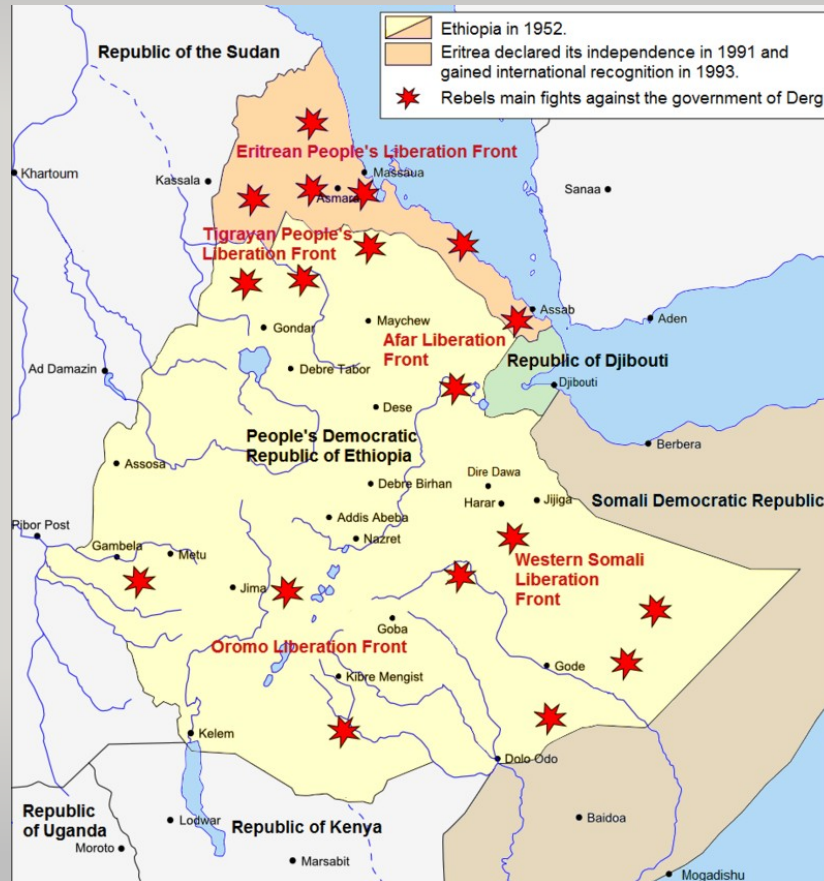 Ethiopia in 1952.
Eritrea declared its independence in 1991 and
gained international recognition in 1993.
Rebels main fights against the government of Derg
Republic of the Sudan
Eritrean People's Liberation Front
Khartoum
Kassala
Massaua
Asmara
Sanaa
Tigrayan People's
Liberation Front
Assab
Aden
Gondar
Maychew
Afar Liberation
Front
Republic of Djibouti
Ad Damazin
Debre Tabor
Djibouti
Dese
People's Democratic
Republic of Ethiopia
Berbera
Assosa
Debre Birhan
Dire Dawa
Harar
Jijiga
Somali Democratic Republic
Addis Abeba
Pibor Post
Nazret
Gambela
Metu
Western Somali
Liberation
Front
Jima
Goba
Oromo Liberation Front
Gode
Kibre Mengist
Kelem
Dolo Odo
Republic
of Uganda
Lodwar
Republic of Kenya
Baidoa
Moroto
Marsabit
Mogadishu